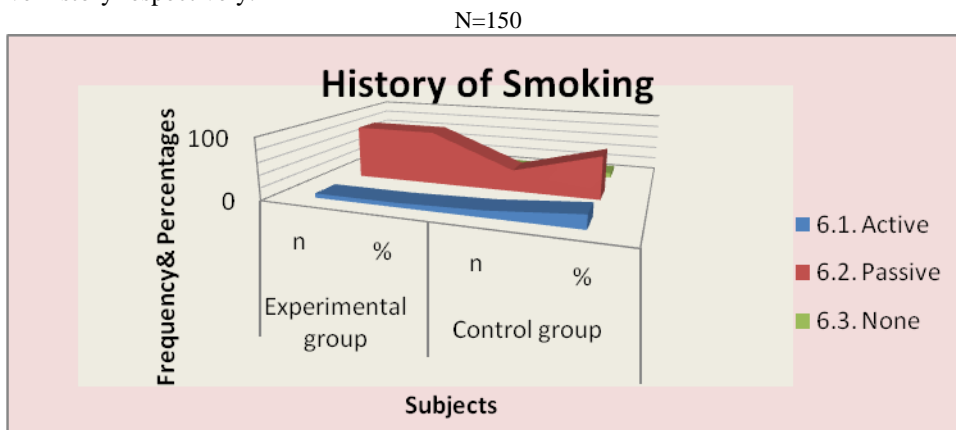 N=150
History of Smoking
Frequency& Percentages
100
0
n
%
n
%
Experimental group
Control group
Subjects
6.1. Active
6.2. Passive
6.3. None